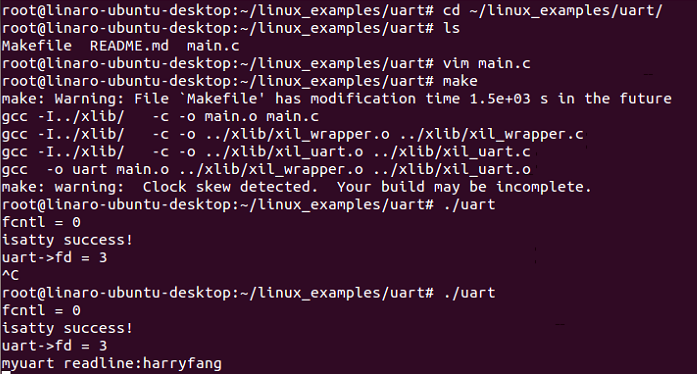 root@linaro-ubuntu-desktop:~/linux_examples/uart# cd ~/linux_examples/uart/
root@linaro-ubuntu-desktop:~/linux_examples/uart# ls
Makefile  README.md  main.c
root@linaro-ubuntu-desktop:~/linux_examples/uart# vim main.c
root@linaro-ubuntu-desktop:~/linux_examples/uart# make
make: Warning: File `Makefile' has modification time 1.5e+03 s in the future
gcc -I../xlib/   -c -o main.o main.c
gcc -I../xlib/   -c -o ../xlib/xil_wrapper.o ../xlib/xil_wrapper.c
gcc -I../xlib/   -c -o ../xlib/xil_uart.o ../xlib/xil_uart.c
gcc  -o uart main.o ../xlib/xil_wrapper.o ../xlib/xil_uart.o
make: warning:  Clock skew detected.  Your build may be incomplete.
root@linaro-ubuntu-desktop:~/linux_examples/uart# ./uart
fcntl = 0
isatty success!
uart->fd = 3
^C
root@linaro-ubuntu-desktop:~/linux_examples/uart# ./uart
fcntl = 0
isatty success!
uart->fd = 3
myuart readline:harryfang